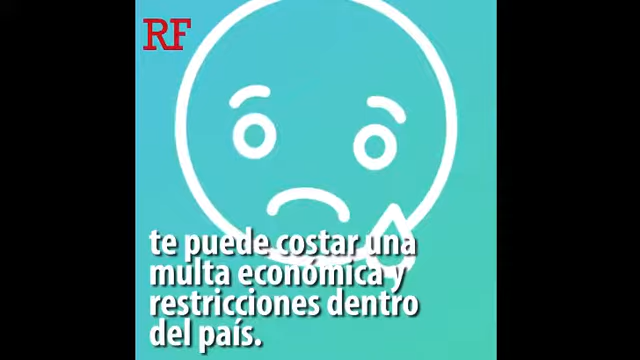 RF
te puede costar una
multa económica y
restricciones dentro
del país.